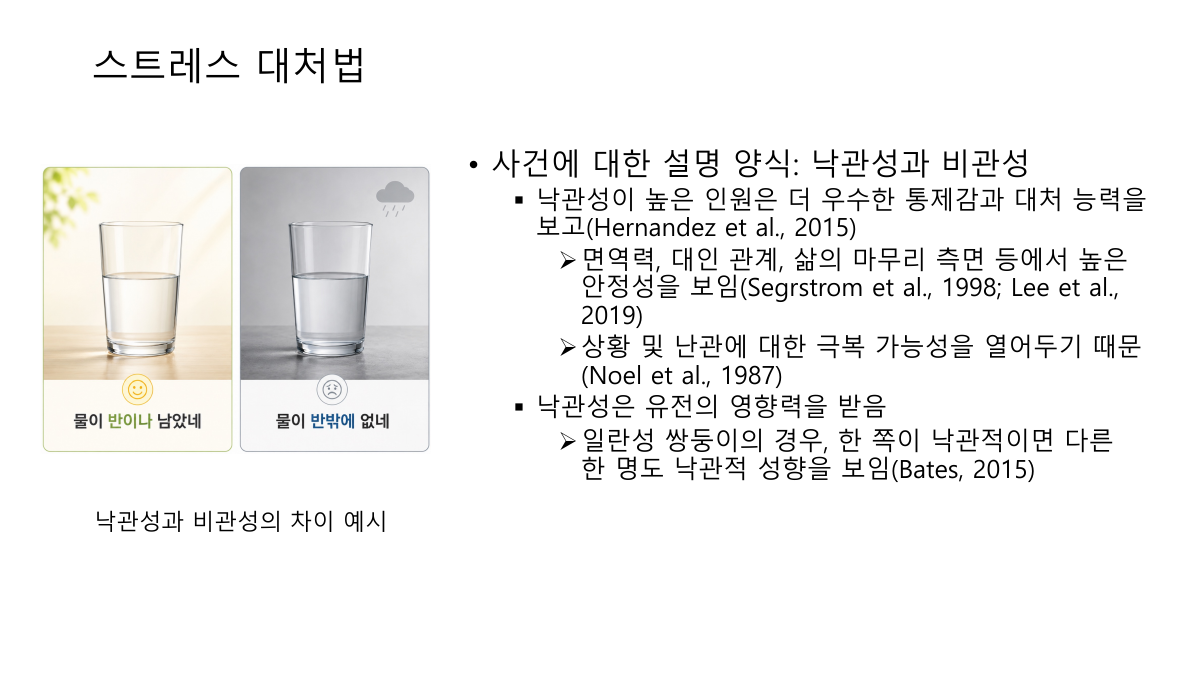 스트레스 대처법
물이 반이나 남았네
물이 반밖에 없네
낙관성과 비관성의 차이 예시
• 사건에 대한 설명 양식: 낙관성과 비관성
▪ 낙관성이 높은 인원은 더 우수한 통제감과 대처 능력을
보고(Hernandez et al., 2015)
➢ 면역력, 대인 관계, 삶의 마무리 측면 등에서 높은
안정성을 보임(Segrstrom et al., 1998; Lee et al.,
2019)
➢ 상황 및 난관에 대한 극복 가능성을 열어두기 때문
(Noel et al., 1987)
▪ 낙관성은 유전의 영향력을 받음
➢ 일란성 쌍둥이의 경우, 한 쪽이 낙관적이면 다른
한 명도 낙관적 성향을 보임(Bates, 2015)